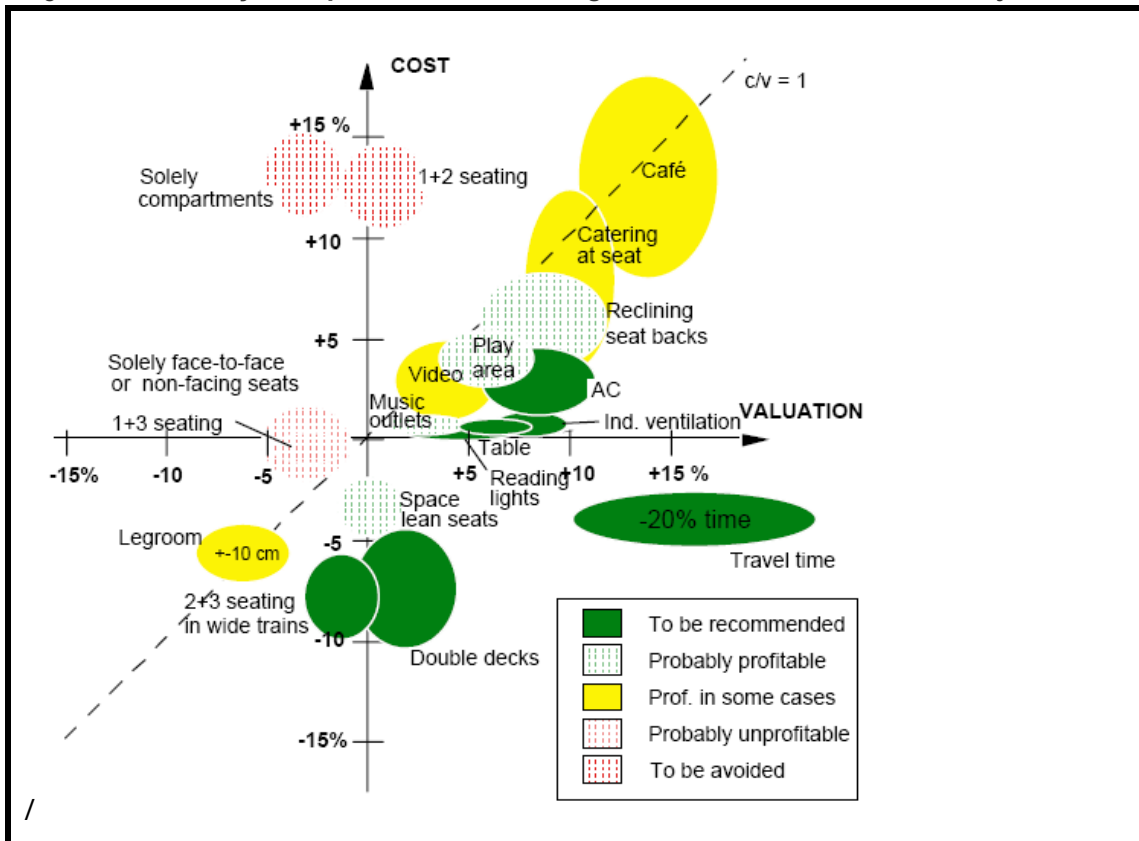 COST
c/v = 1
+15 %
Café
Solely
compartments
1+2 seating
+10
Catering
at seat
Reclining
seat backs
+5
Play
area
Solely face-to-face
or non-facing seats
Video
AC
1+3 seating
Music
outlets
Ind. ventilation
VALUATION
Table
-15%
-10
-5
+5
+10
+15 %
Reading
lights
Space
lean seats
-20% time
Legroom
+-10 cm
-5
Travel time
2+3 seating
in wide trains
-10
Double decks
-15%
To be recommended
Probably profitable
Prof. in some cases
Probably unprofitable
To be avoided
/